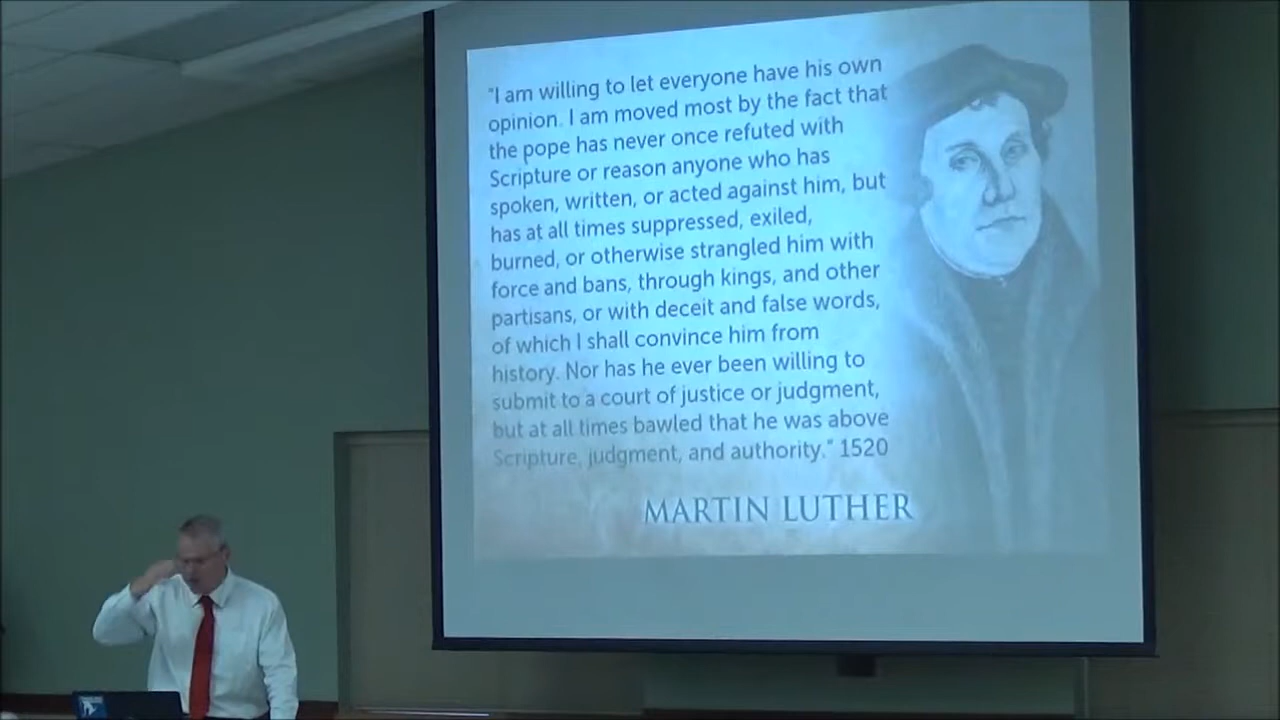 "I am willing to let everyone have his own
opinion. I am moved most by the fact that
the pope has never once refuted with
Scripture or reason anyone who has
spoken, written, or acted against him, but
has at all times suppressed, exiled,
burned, or otherwise strangled him with
force and bans, through kings, and other
partisans, or with deceit and false words,
of which I shall convince him from
history. Nor has he ever been willing to
submit to a court of justice or judgment,
but at all times bawled that he was above
Scripture, judgment, and authority." 1520
MARTIN LUTHER